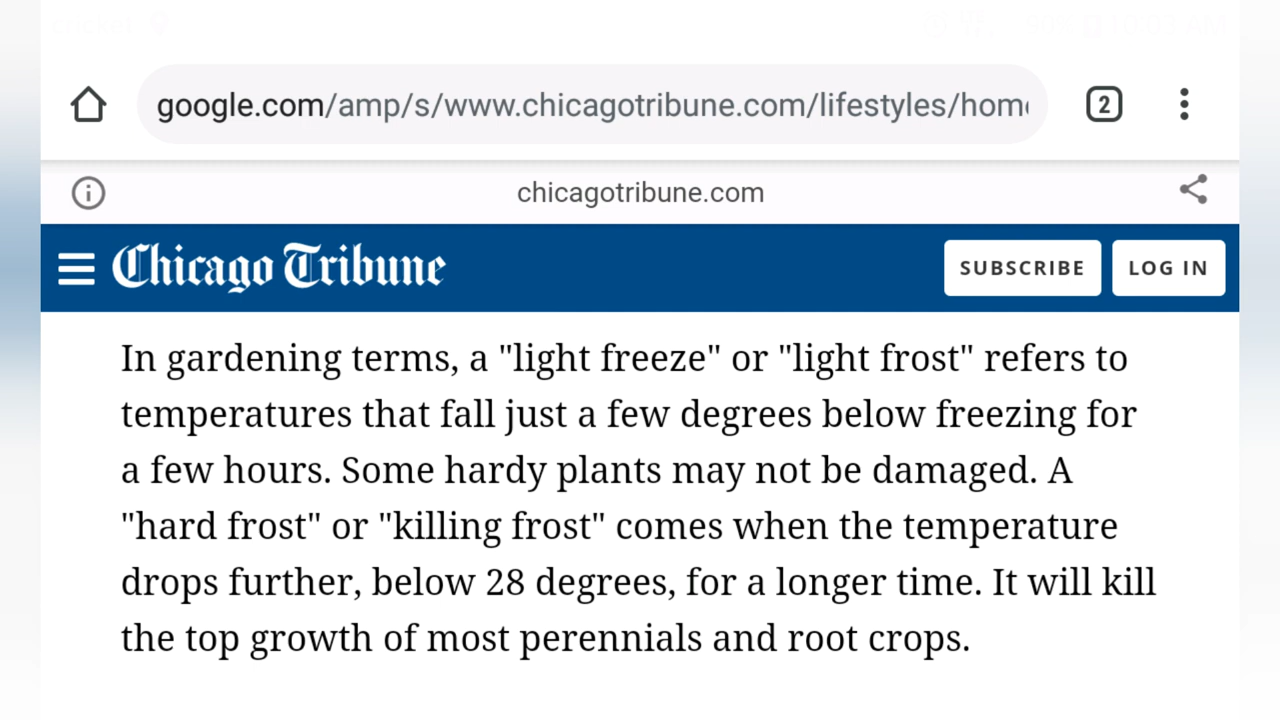 google.com/amp/s/www.chicagotribune.com/lifestyles/hom
2
chicagotribune.com
Chicago Tribune
SUBSCRIBE
LOG IN
In gardening terms, a "light freeze" or "light frost" refers to
temperatures that fall just a few degrees below freezing for
a few hours. Some hardy plants may not be damaged. A
"hard frost" or "killing frost" comes when the temperature
drops further, below 28 degrees, for a longer time. It will kill
the top growth of most perennials and root crops.